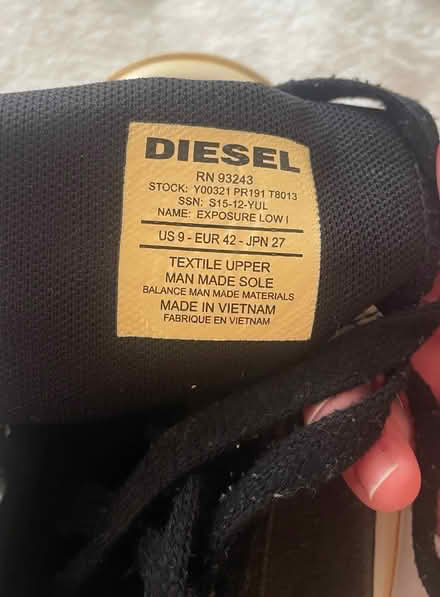 DIESEL
RN 93243
STOCK: Y00321 PR191 T8013
SSN: S15-12-YUL
NAME: EXPOSURE LOW I
US 9 - EUR 42 - JPN 27
TEXTILE UPPER
MAN MADE SOLE
BALANCE MAN MADE MATERIALS
MADE IN VIETNAM
FABRIQUE EN VIETNAM